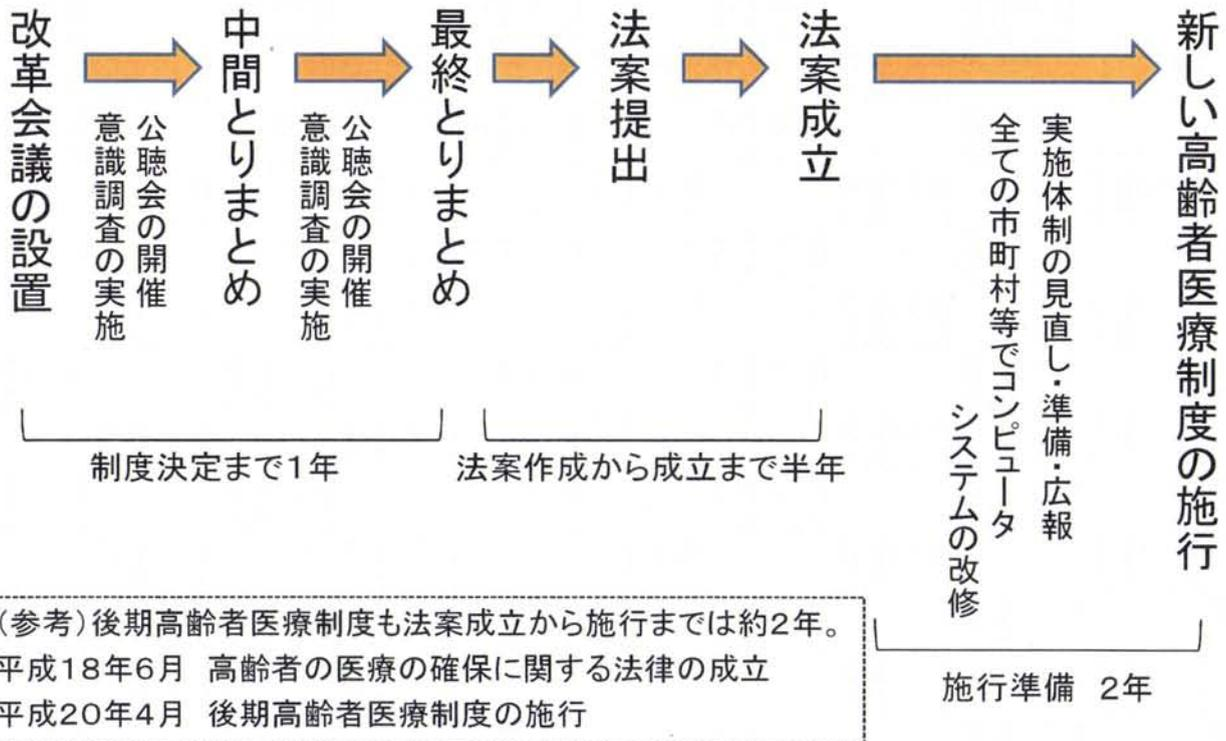 改革会議の設置
公聴会の開催
意識調査の実施
中間とりまとめ
公聴会の開催
意識調査の実施
最終とりまとめ
法案提出
法案成立
実施体制の見直し・準備・広報
全ての市町村等でコンピュータ
システムの改修
新しい高齢者医療制度の施行
制度決定まで1年
法案作成から成立まで半年
施行準備 2年
(参考)後期高齢者医療制度も法案成立から施行までは約2年。
平成18年6月 高齢者の医療の確保に関する法律の成立
平成20年4月 後期高齢者医療制度の施行